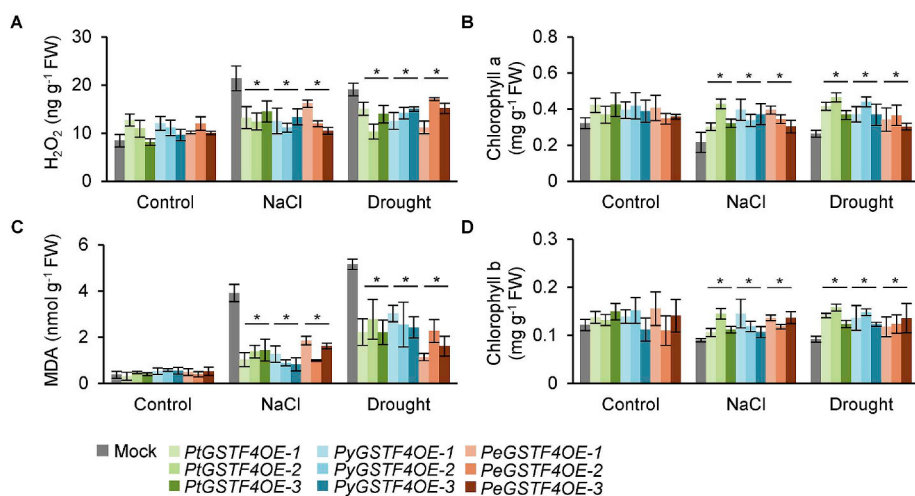 A
H₂O₂ (ng g⁻¹ FW)
30
20
10
0
* * *
* * *
Control NaCl Drought
B
Chlorophyll a
(mg g⁻¹ FW)
0.8
0.6
0.4
0.2
0
* * *
* * *
Control NaCl Drought
C
MDA (nmol g⁻¹ FW)
6
4
2
0
* * *
* * *
Control NaCl Drought
D
Chlorophyll b
(mg g⁻¹ FW)
0.3
0.2
0.1
0
* * *
* * *
Control NaCl Drought
Mock PtGSTF4OE-1 PyGSTF4OE-1 PeGSTF4OE-1
PtGSTF4OE-2 PyGSTF4OE-2 PeGSTF4OE-2
PtGSTF4OE-3 PyGSTF4OE-3 PeGSTF4OE-3